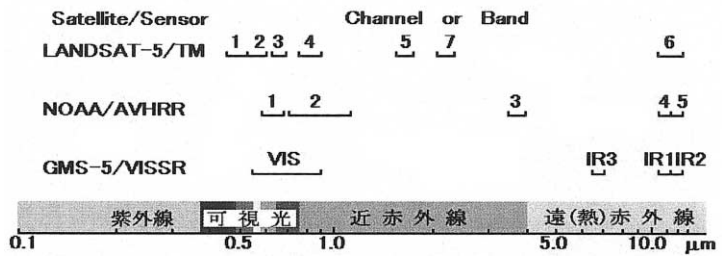 Satellite/Sensor Channel or Band
LANDSAT-5/TM 1 2 3 4 5 7 6
NOAA/AVHRR 1 2 3 4 5
GMS-5/VISSR VIS IR3 IR1 IR2
紫外線 可視光 近赤外線 遠(熱)赤外線
0.1 0.5 1.0 5.0 10.0 μm